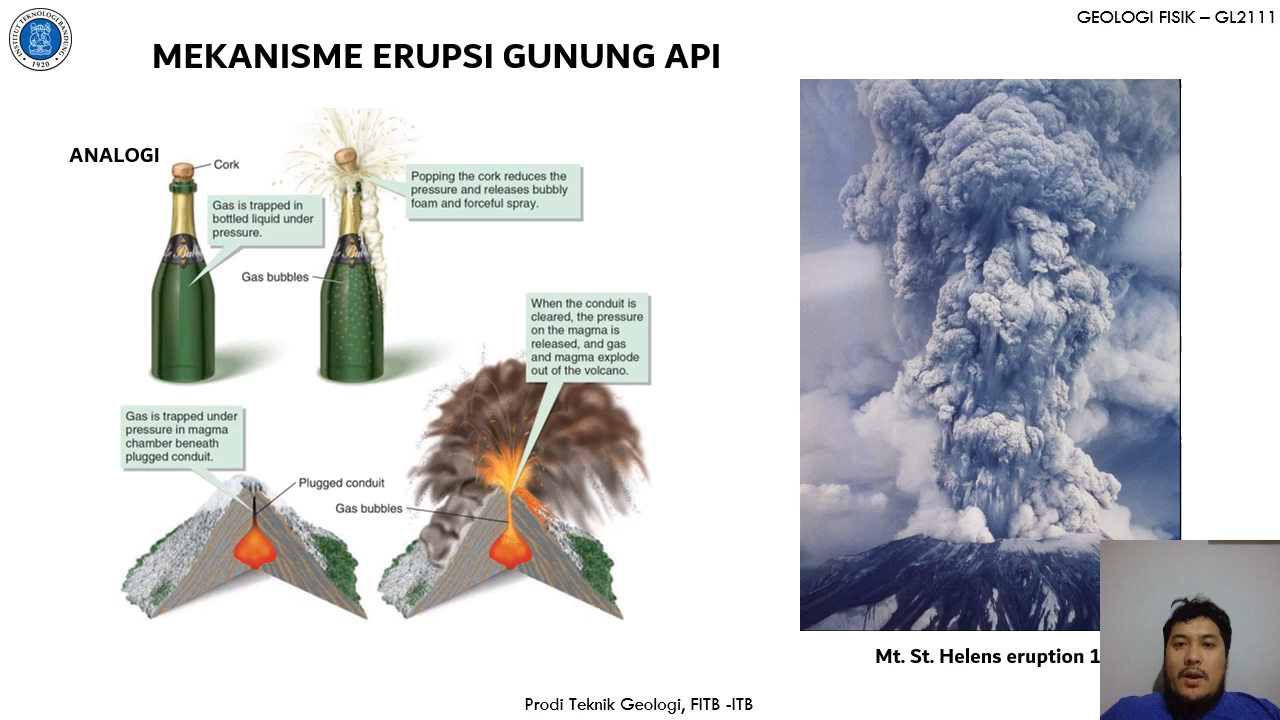 INSTITUT TEKNOLOGI BANDUNG
1920
GEOLOGI FISIK – GL2111
MEKANISME ERUPSI GUNUNG API
ANALOGI
Cork
Gas is trapped in
bottled liquid under
pressure.
Popping the cork reduces the
pressure and releases bubbly
foam and forceful spray.
Gas bubbles
When the conduit is
cleared, the pressure
on the magma is
released, and gas
and magma explode
out of the volcano.
Gas is trapped under
pressure in magma
chamber beneath
plugged conduit.
Plugged conduit
Gas bubbles
Mt. St. Helens eruption 1
Prodi Teknik Geologi, FITB -ITB